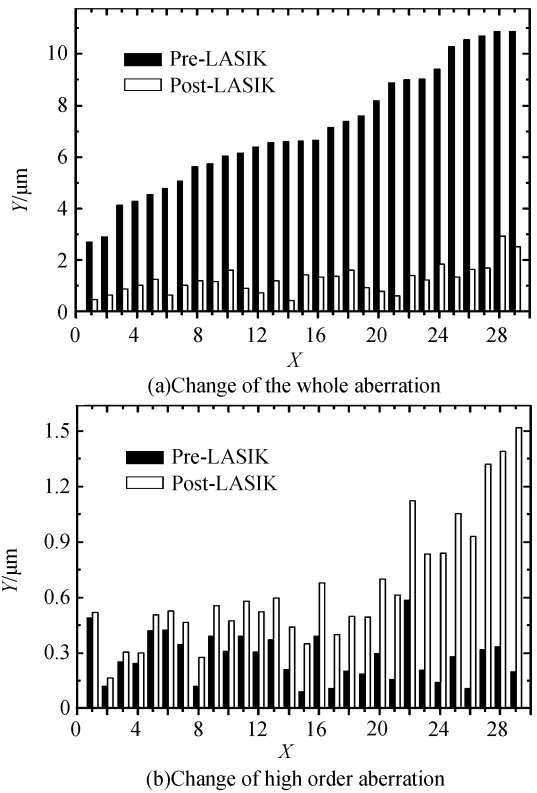 10
8
6
4
2
0
Y/μm
Pre-LASIK
Post-LASIK
0 4 8 12 16 20 24 28
X
(a)Change of the whole aberration
1.5
1.2
0.9
0.6
0.3
0
Y/μm
Pre-LASIK
Post-LASIK
0 4 8 12 16 20 24 28
X
(b)Change of high order aberration